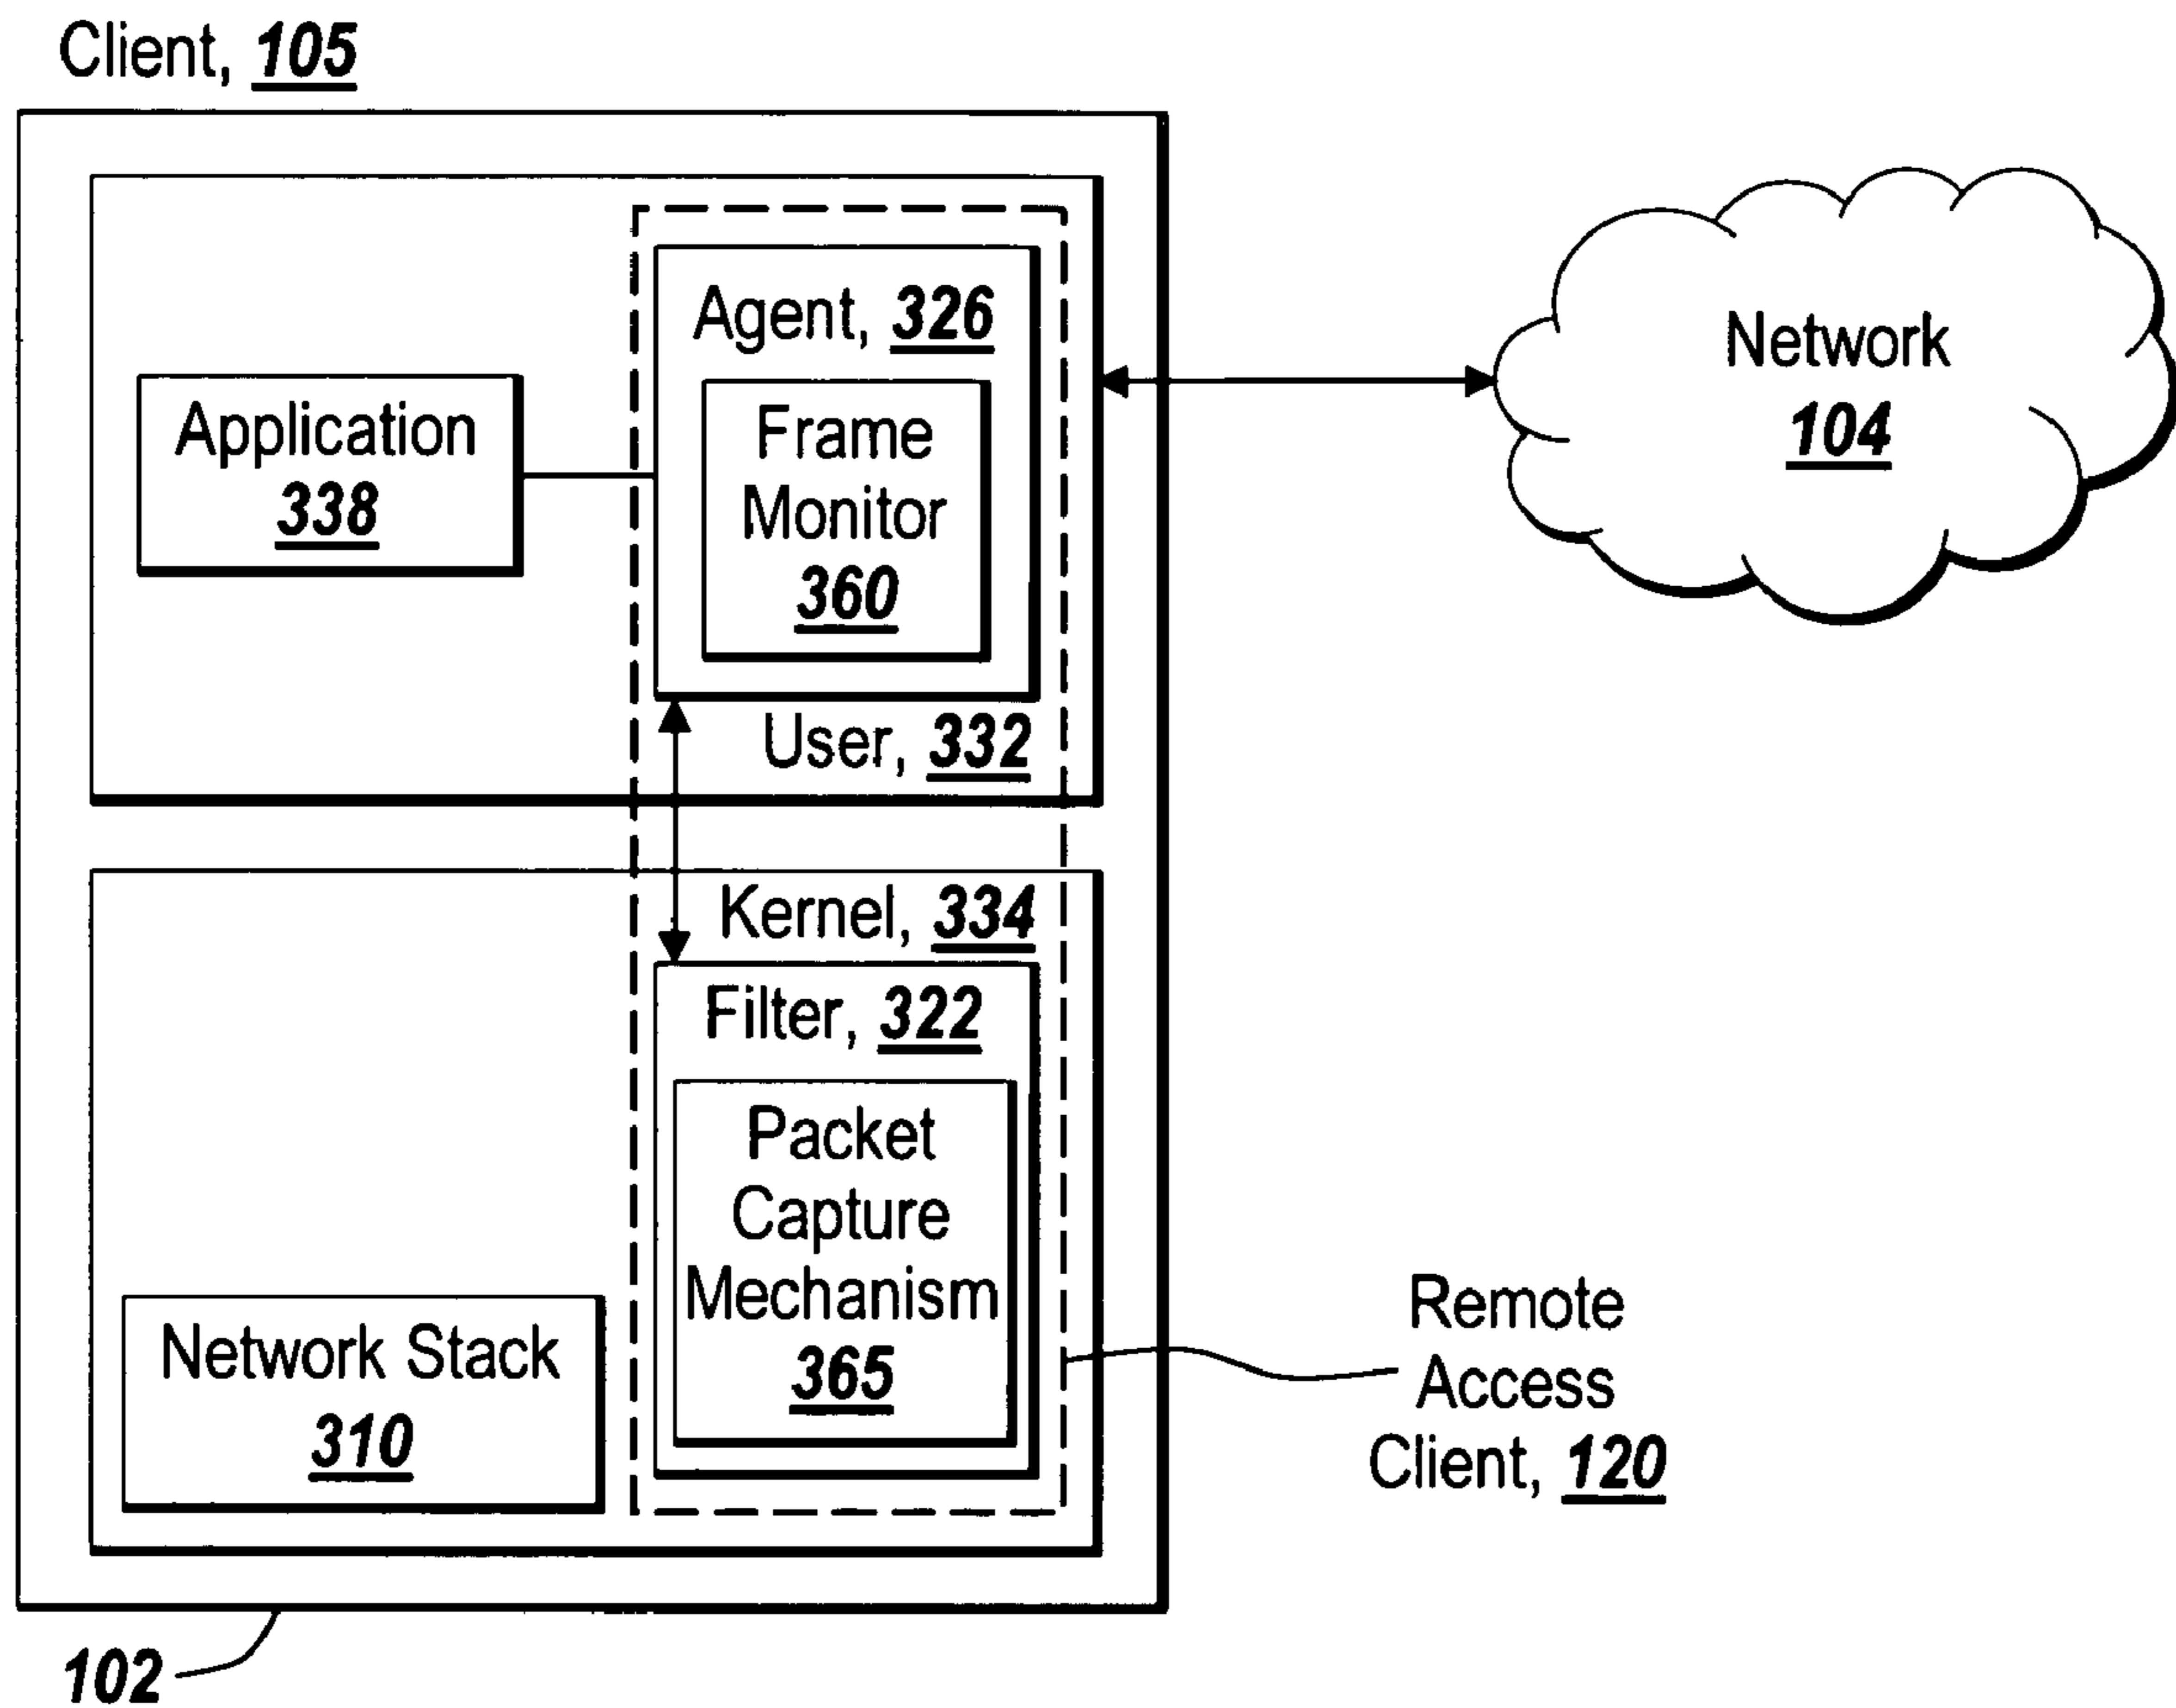 Client, 105
Agent, 326
Frame
Monitor
360
Application
338
User, 332
Network
104
Kernel, 334
Filter, 322
Packet
Capture
Mechanism
365
Network Stack
310
Remote
Access
Client, 120
102